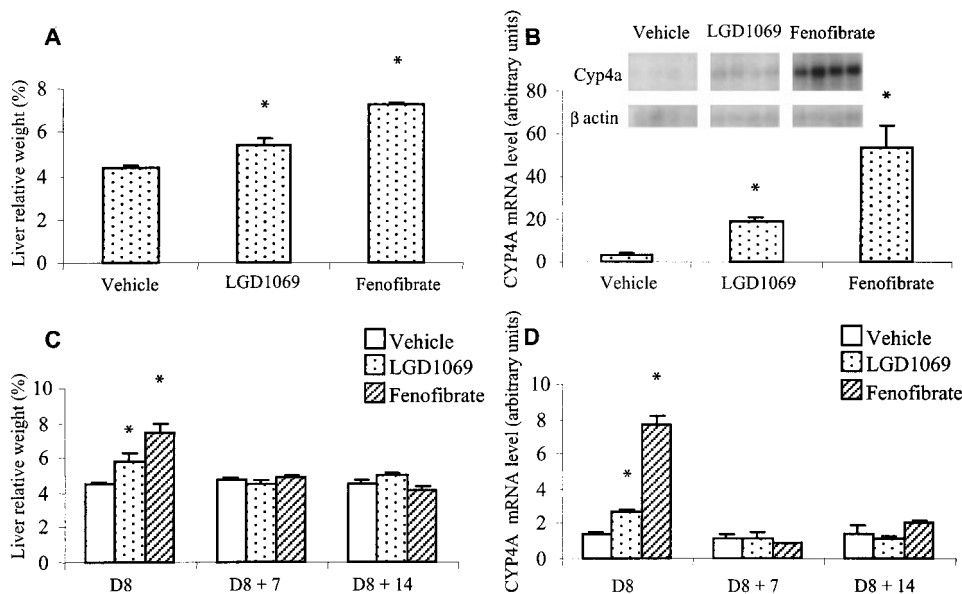 A
Liver relative weight (%)
8
6
4
2
0
*
*
Vehicle
LGD1069
Fenofibrate
B
Vehicle
LGD1069
Fenofibrate
Cyp4a
β actin
CYP4A mRNA level (arbitrary units)
80
60
40
20
0
*
*
Vehicle
LGD1069
Fenofibrate
C
Vehicle
LGD1069
Fenofibrate
Liver relative weight (%)
10
8
6
4
2
0
*
*
D8
D8 + 7
D8 + 14
D
Vehicle
LGD1069
Fenofibrate
CYP4A mRNA level (arbitrary units)
10
8
6
4
2
0
*
*
D8
D8 + 7
D8 + 14